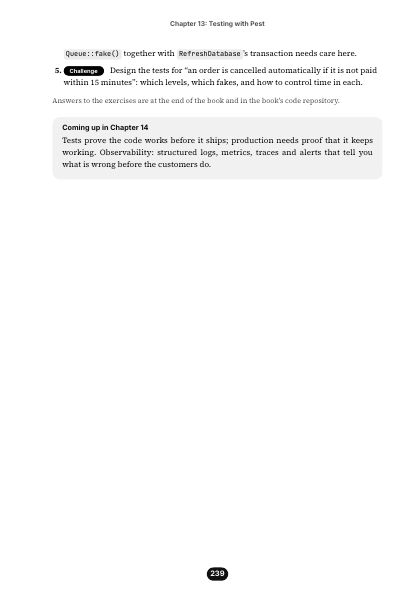 Chapter 13: Testing with Pest
Queue::fake() together with RefreshDatabase's transaction needs care here.
5. Challenge Design the tests for “an order is cancelled automatically if it is not paid
within 15 minutes”: which levels, which fakes, and how to control time in each.
Answers to the exercises are at the end of the book and in the book's code repository.
Coming up in Chapter 14
Tests prove the code works before it ships; production needs proof that it keeps
working. Observability: structured logs, metrics, traces and alerts that tell you
what is wrong before the customers do.
239